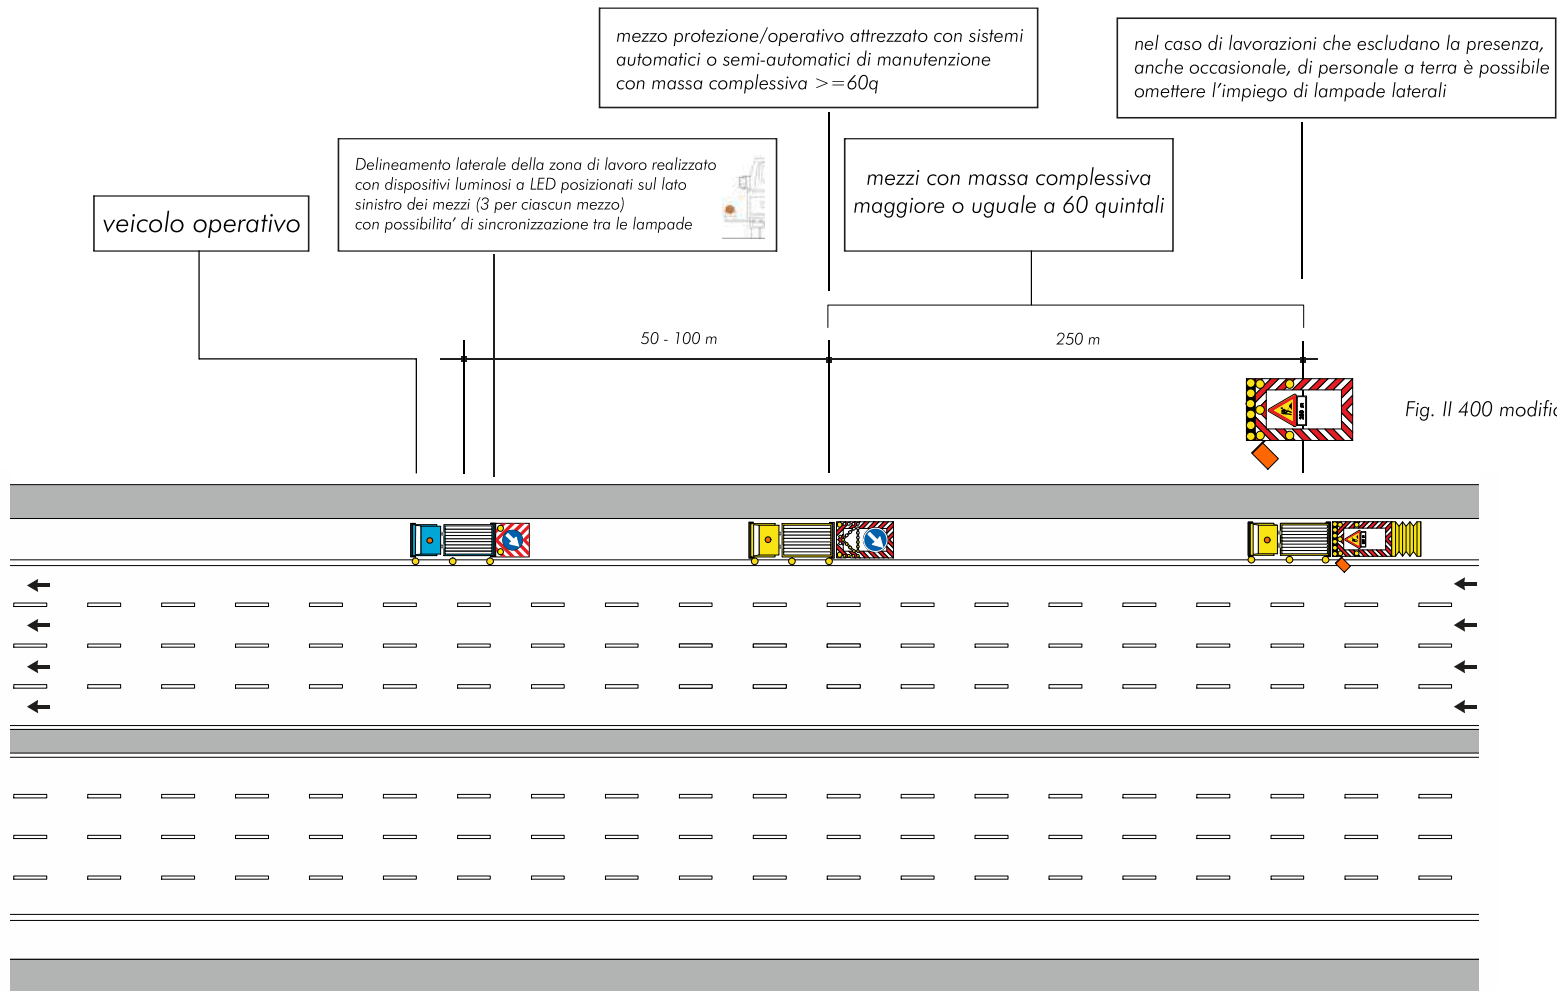 mezzo protezione/operativo attrezzato con sistemi
automatici o semi-automatici di manutenzione
con massa complessiva >=60q
nel caso di lavorazioni che escludano la presenza,
anche occasionale, di personale a terra è possibile
omettere l'impiego di lampade laterali
Delineamento laterale della zona di lavoro realizzato
con dispositivi luminosi a LED posizionati sul lato
sinistro dei mezzi (3 per ciascun mezzo)
con possibilita' di sincronizzazione tra le lampade
mezzi con massa complessiva
maggiore o uguale a 60 quintali
veicolo operativo
50 - 100 m
250 m
Fig. II 400